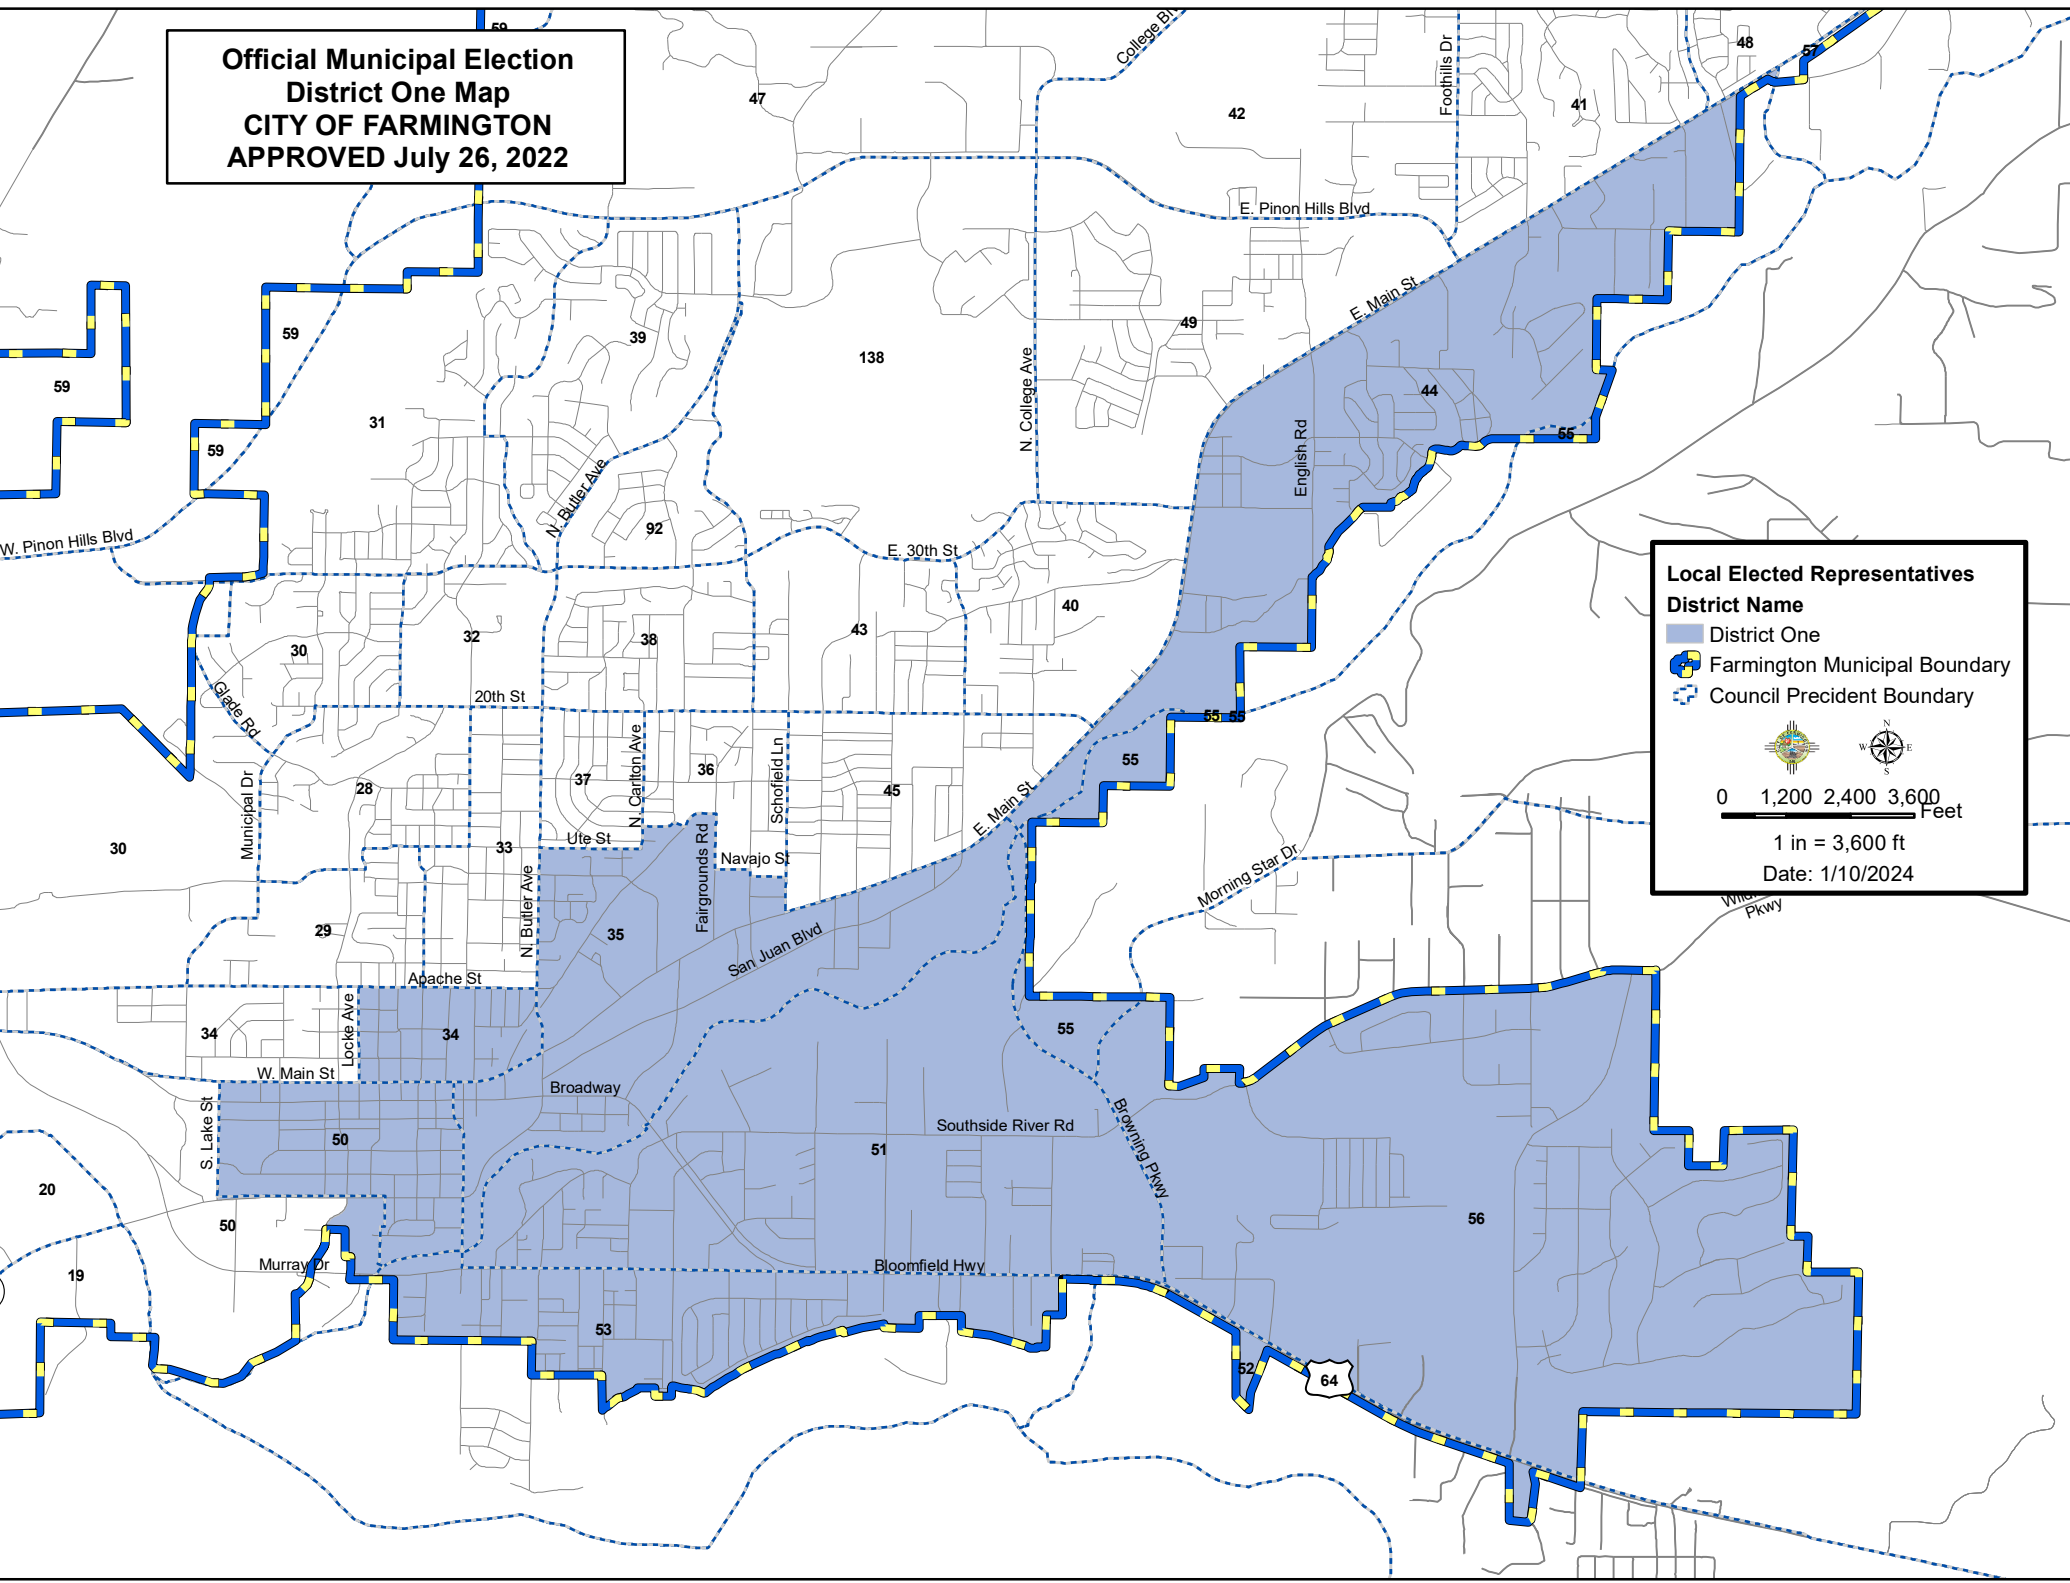 Official Municipal Election
District One Map
CITY OF FARMINGTON
APPROVED July 26, 2022
59
47
College
42
Foothills Dr
41
48
57
E. Pinon Hills Blvd
E. Main St
59
39
138
49
N. College Ave
59
31
59
44
English Rd
55
N. Butler Ave
92
W. Pinon Hills Blvd
E. 30th St
40
Local Elected Representatives
District Name
District One
Farmington Municipal Boundary
Council Precident Boundary
N
W
E
S
0 1,200 2,400 3,600
Feet
1 in = 3,600 ft
Date: 1/10/2024
30
32
38
43
Glade Rd
20th St
55 55
55
Municipal Dr
28
37
N. Carlton Ave
36
Schofield Ln
45
E. Main St
30
33
Ute St
Fairgrounds Rd
Navajo St
Morning Star Dr
Pkwy
29
N. Butler Ave
35
San Juan Blvd
Apache St
34
Locke Ave
34
55
W. Main St
Broadway
S. Lake St
50
Southside River Rd
51
Browning Pkwy
20
50
56
19
Murray Dr
Bloomfield Hwy
53
52
64